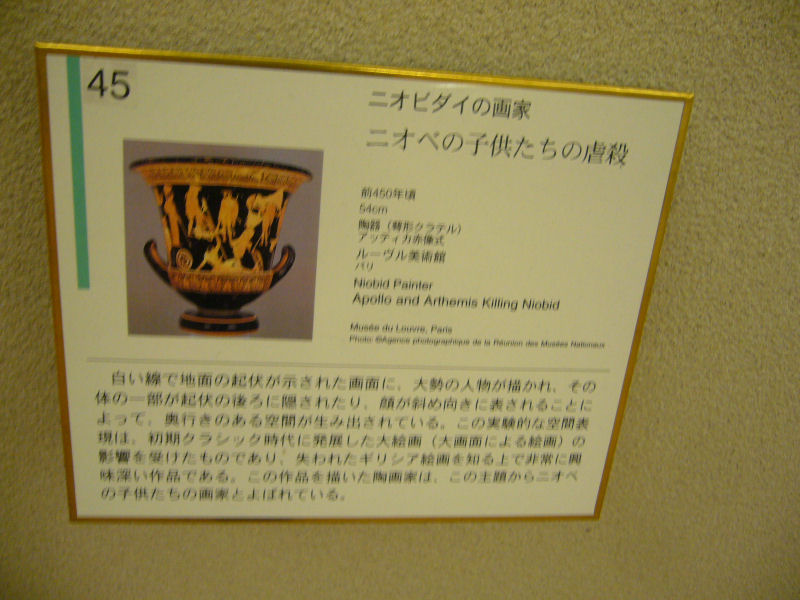 45
ニオビダイの画家
ニオベの子供たちの虐殺
前450年頃
54cm
陶器（萼形クラテル）
アッティカ赤像式
ルーヴル美術館
パリ
Niobid Painter
Apollo and Arthemis Killing Niobid
Musée du Louvre, Paris
Photo: ©Agence photographique de la Réunion des Musées Nationaux
白い線で地面の起伏が示された画面に、大勢の人物が描かれ、その
体の一部が起伏の後ろに隠されたり、顔が斜め向きに表されることに
よって、奥行きのある空間が生み出されている。この実験的な空間表
現は、初期クラシック時代に発展した大絵画（大画面による絵画）の
影響を受けたものであり、失われたギリシア絵画を知る上で非常に興
味深い作品である。この作品を描いた陶画家は、この主題からニオベ
の子供たちの画家とよばれている。